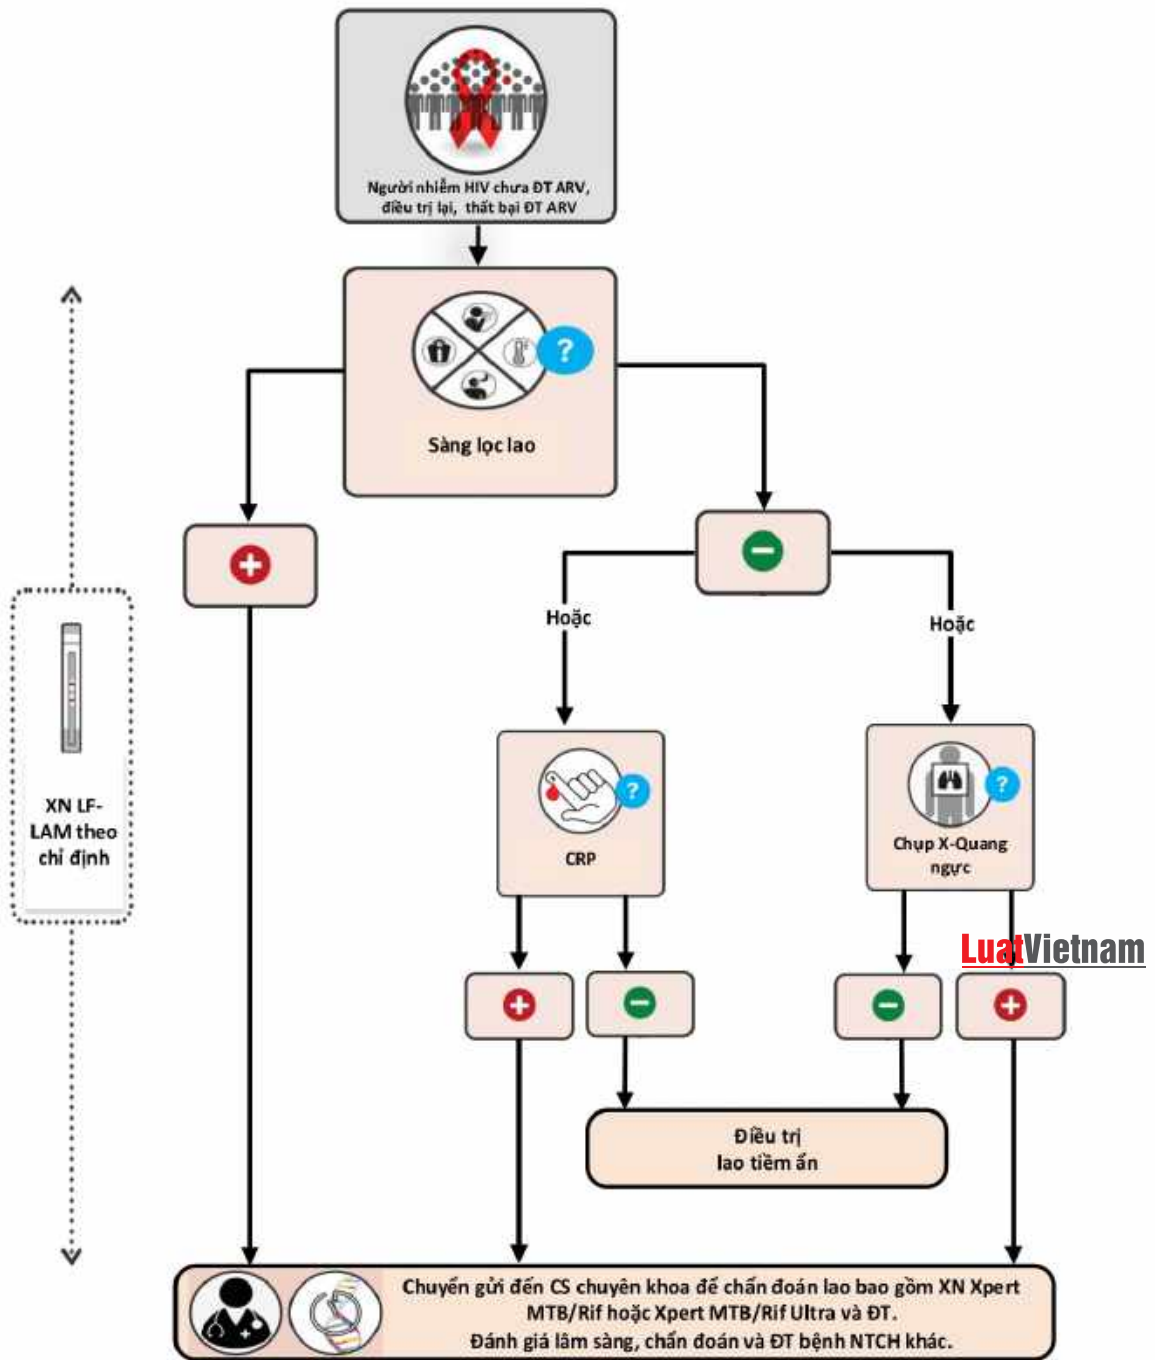 Người nhiễm HIV chưa ĐT ARV,
điều trị lại, thất bại ĐT ARV
?
Sàng lọc lao
Hoặc
Hoặc
XN LF-
LAM theo
chỉ định
?
CRP
?
Chụp X-Quang
ngực
LuatVietnam
Điều trị
lao tiềm ẩn
Chuyển gửi đến CS chuyên khoa để chẩn đoán lao bao gồm XN Xpert
MTB/Rif hoặc Xpert MTB/Rif Ultra và ĐT.
Đánh giá lâm sàng, chẩn đoán và ĐT bệnh NTCH khác.